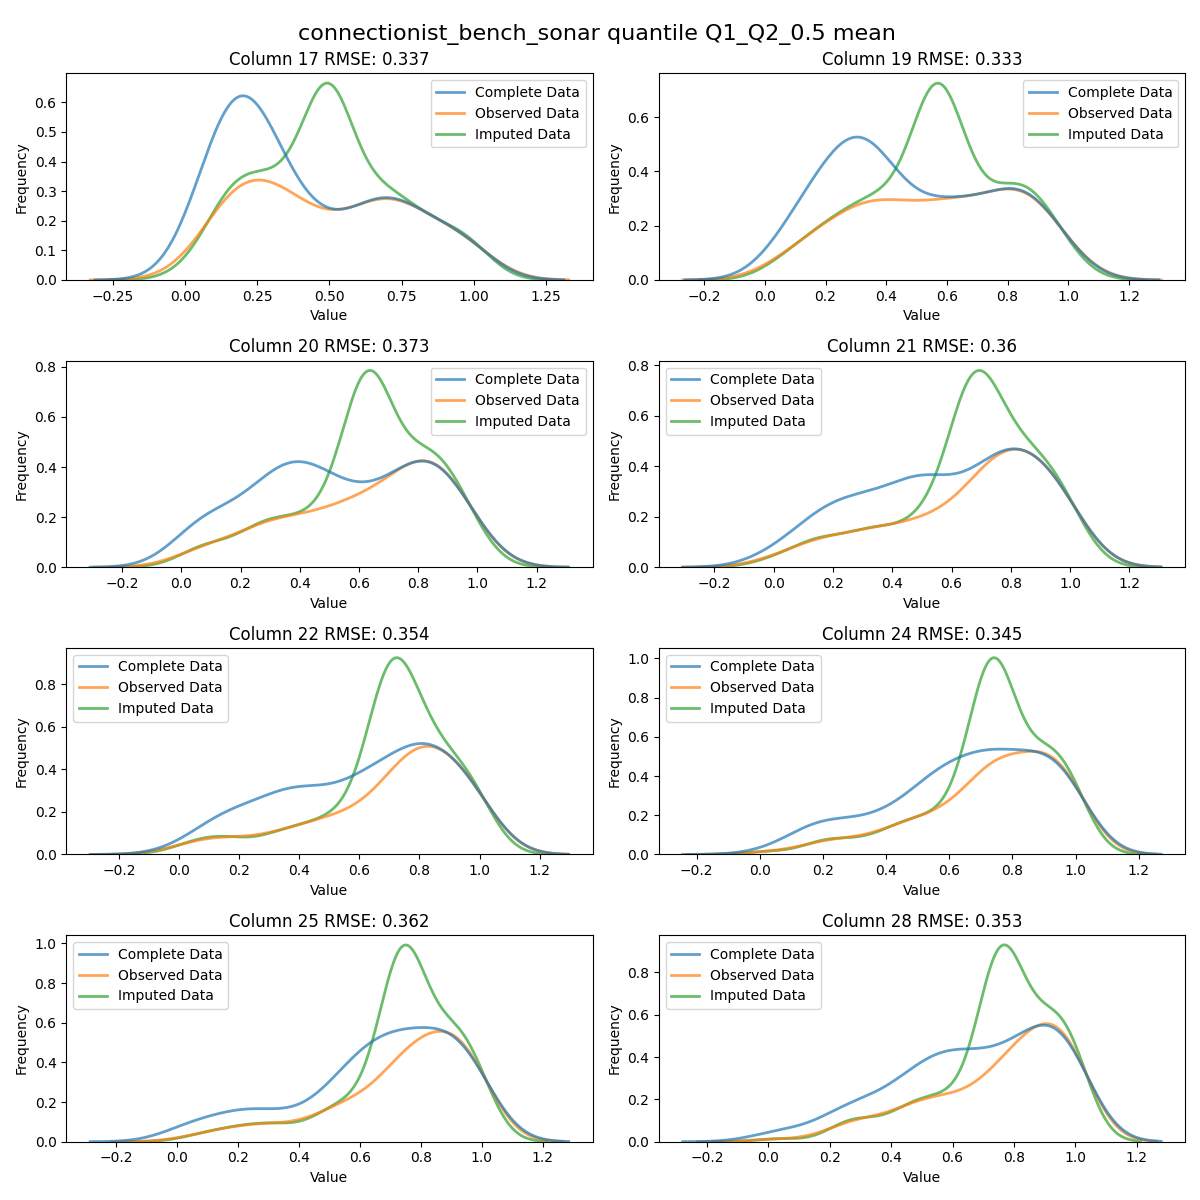 connectionist_bench_sonar quantile Q1_Q2_0.5 mean
Column 17 RMSE: 0.337
Frequency
0.6
0.5
0.4
0.3
0.2
0.1
0.0
Complete Data
Observed Data
Imputed Data
−0.25 0.00 0.25 0.50 0.75 1.00 1.25
Value
Column 19 RMSE: 0.333
Frequency
0.6
0.4
0.2
0.0
Complete Data
Observed Data
Imputed Data
−0.2 0.0 0.2 0.4 0.6 0.8 1.0 1.2
Value
Column 20 RMSE: 0.373
Frequency
0.8
0.6
0.4
0.2
0.0
Complete Data
Observed Data
Imputed Data
−0.2 0.0 0.2 0.4 0.6 0.8 1.0 1.2
Value
Column 21 RMSE: 0.36
Frequency
0.8
0.6
0.4
0.2
0.0
Complete Data
Observed Data
Imputed Data
−0.2 0.0 0.2 0.4 0.6 0.8 1.0 1.2
Value
Column 22 RMSE: 0.354
Frequency
0.8
0.6
0.4
0.2
0.0
Complete Data
Observed Data
Imputed Data
−0.2 0.0 0.2 0.4 0.6 0.8 1.0 1.2
Value
Column 24 RMSE: 0.345
Frequency
1.0
0.8
0.6
0.4
0.2
0.0
Complete Data
Observed Data
Imputed Data
−0.2 0.0 0.2 0.4 0.6 0.8 1.0 1.2
Value
Column 25 RMSE: 0.362
Frequency
1.0
0.8
0.6
0.4
0.2
0.0
Complete Data
Observed Data
Imputed Data
−0.2 0.0 0.2 0.4 0.6 0.8 1.0 1.2
Value
Column 28 RMSE: 0.353
Frequency
0.8
0.6
0.4
0.2
0.0
Complete Data
Observed Data
Imputed Data
−0.2 0.0 0.2 0.4 0.6 0.8 1.0 1.2
Value